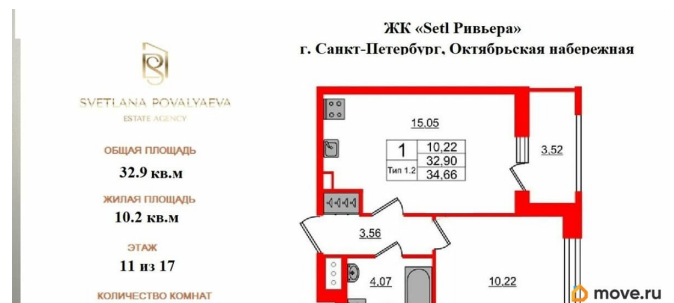 ЖК «Setl Ривьера»
г. Санкт-Петербург, Октябрьская набережная
SVETLANA POVALYAEVA
ESTATE AGENCY
ОБЩАЯ ПЛОЩАДЬ
32.9 кв.м
ЖИЛАЯ ПЛОЩАДЬ
10.2 кв.м
ЭТАЖ
11 из 17
КОЛИЧЕСТВО КОМНАТ
15.05
1
Тип 1.2
10,22
32,90
34,66
3.52
3.56
4.07
10.22
move.ru